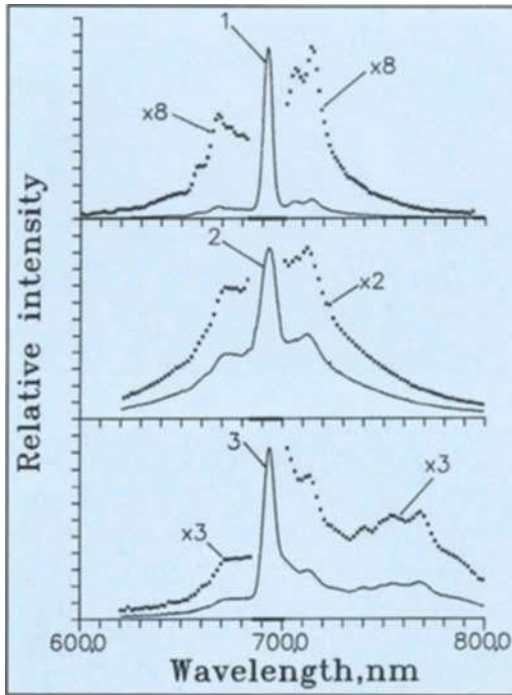 1
x8
x8
2
x2
3
x3
x3
600,0 700,0 800,0
Wavelength,nm
Relative intensity